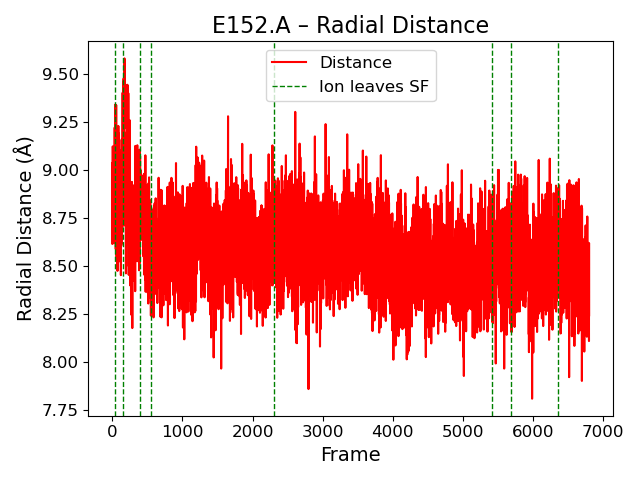 E152.A – Radial Distance
Distance
Ion leaves SF
Radial Distance (Å)
9.50
9.25
9.00
8.75
8.50
8.25
8.00
7.75
0 1000 2000 3000 4000 5000 6000 7000
Frame